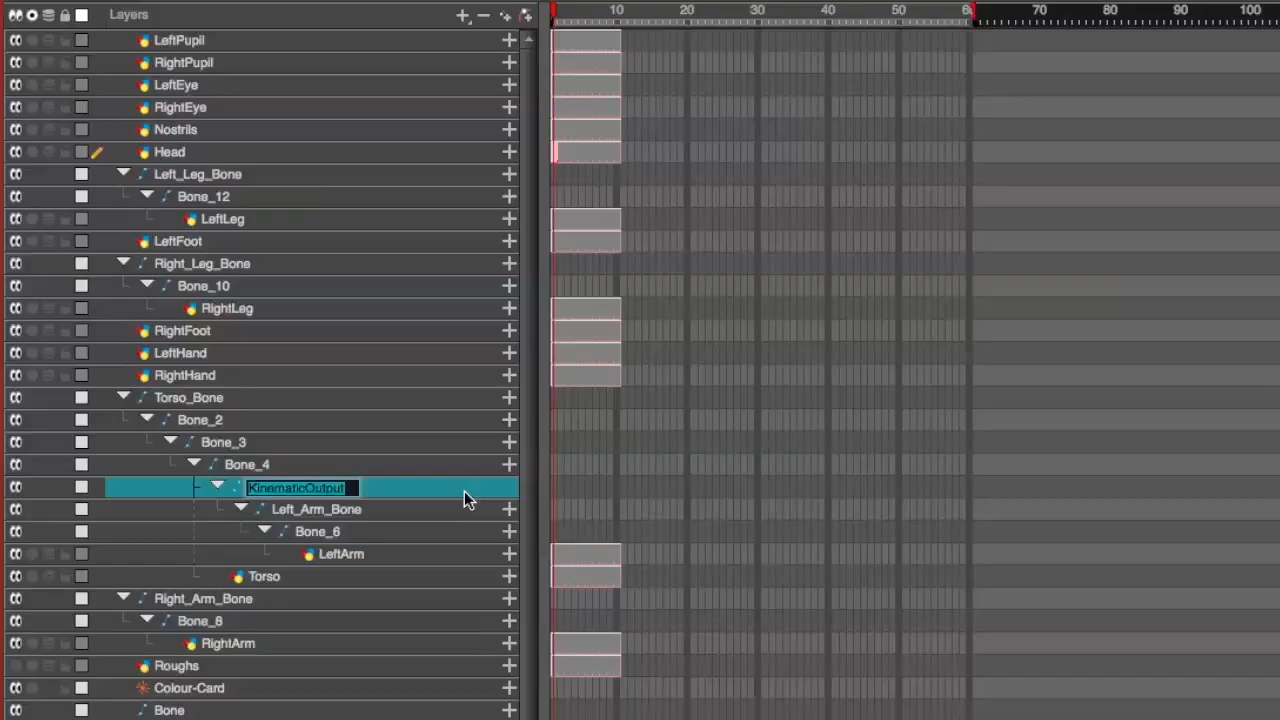 Layers 10 20 30 40 50 60 70 80 90 100
LeftPupil
RightPupil
LeftEye
RightEye
Nostrils
Head
Left_Leg_Bone
Bone_12
LeftLeg
LeftFoot
Right_Leg_Bone
Bone_10
RightLeg
RightFoot
LeftHand
RightHand
Torso_Bone
Bone_2
Bone_3
Bone_4
KinematicOutput
Left_Arm_Bone
Bone_6
LeftArm
Torso
Right_Arm_Bone
Bone_8
RightArm
Roughs
Colour-Card
Bone